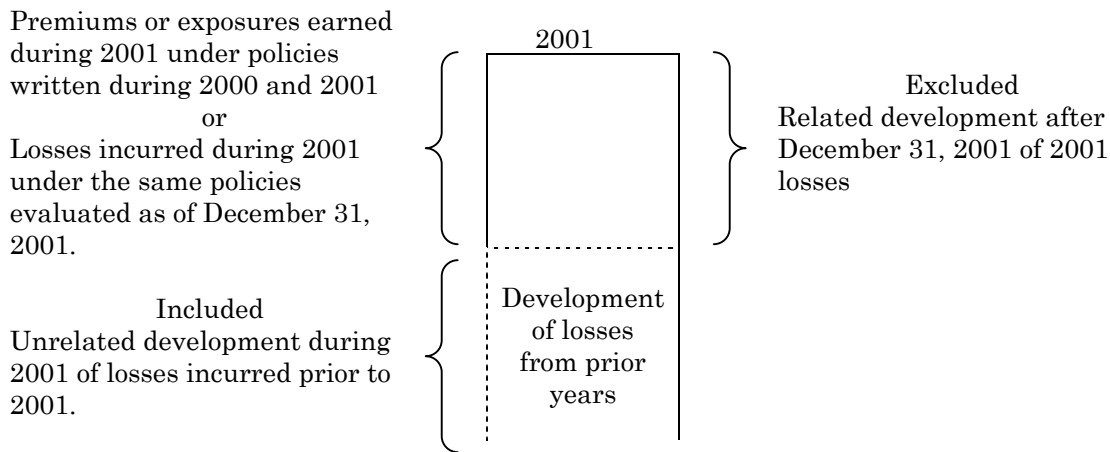 Premiums or exposures earned
during 2001 under policies
written during 2000 and 2001
or
Losses incurred during 2001
under the same policies
evaluated as of December 31,
2001.
Included
Unrelated development during
2001 of losses incurred prior to
2001.
2001
Development
of losses
from prior
years
Excluded
Related development after
December 31, 2001 of 2001
losses